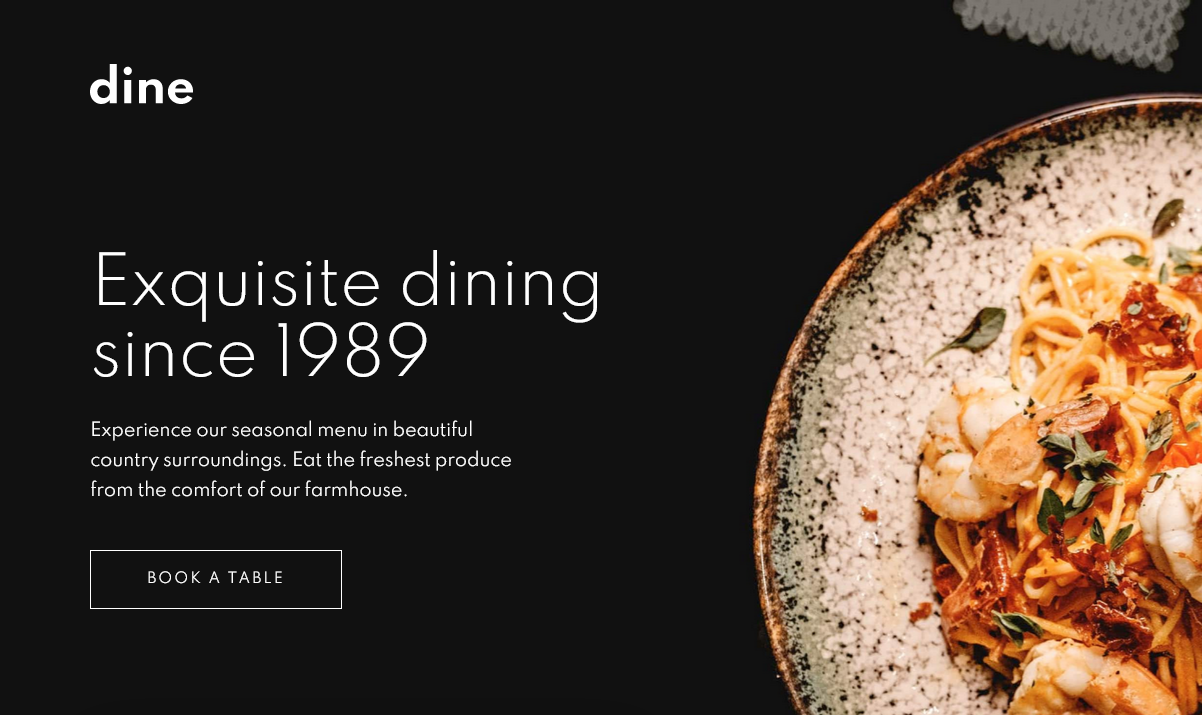 dine
Exquisite dining
since 1989
Experience our seasonal menu in beautiful
country surroundings. Eat the freshest produce
from the comfort of our farmhouse.
BOOK A TABLE